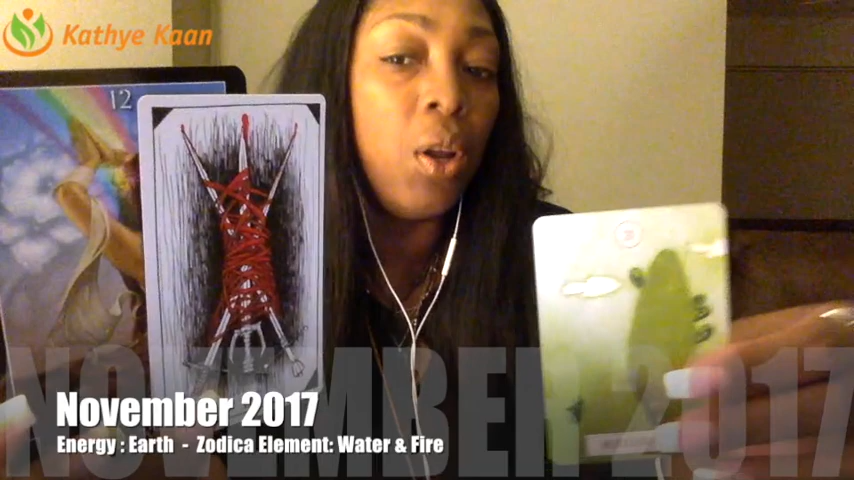 Kathye Kaan
12
November 2017
Energy : Earth - Zodica Element: Water & Fire
NOVEMBER 2017